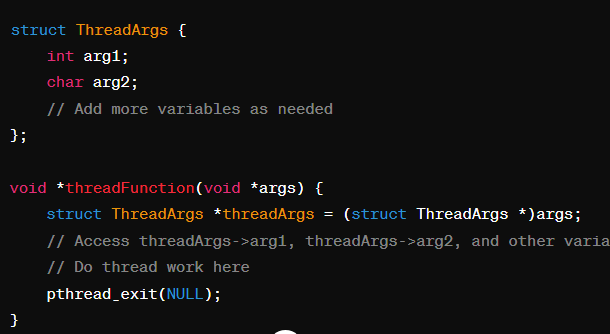 struct ThreadArgs {
    int arg1;
    char arg2;
    // Add more variables as needed
};

void *threadFunction(void *args) {
    struct ThreadArgs *threadArgs = (struct ThreadArgs *)args;
    // Access threadArgs->arg1, threadArgs->arg2, and other varia
    // Do thread work here
    pthread_exit(NULL);
}